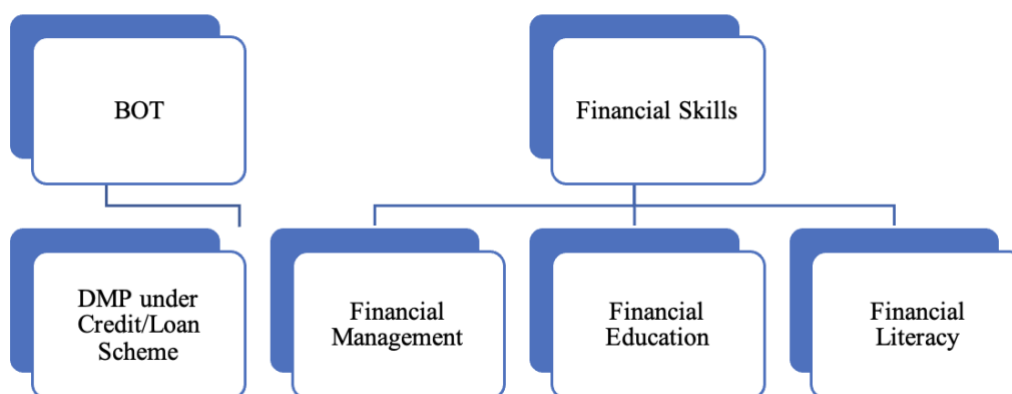 BOT
Financial Skills
DMP under
Credit/Loan
Scheme
Financial
Management
Financial
Education
Financial
Literacy